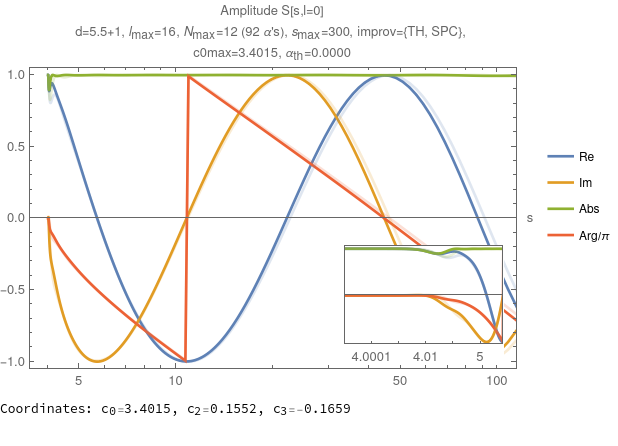 Amplitude S[s,l=0]
d=5.5+1, lmax=16, Nmax=12 (92 α's), smax=300, improv={TH, SPC},
c0max=3.4015, αth=0.0000
1.0
0.5
0.0
-0.5
-1.0
5
10
50
100
s
4.0001
4.01
5
Re
Im
Abs
Arg/π
Coordinates: c0=3.4015, c2=0.1552, c3=-0.1659